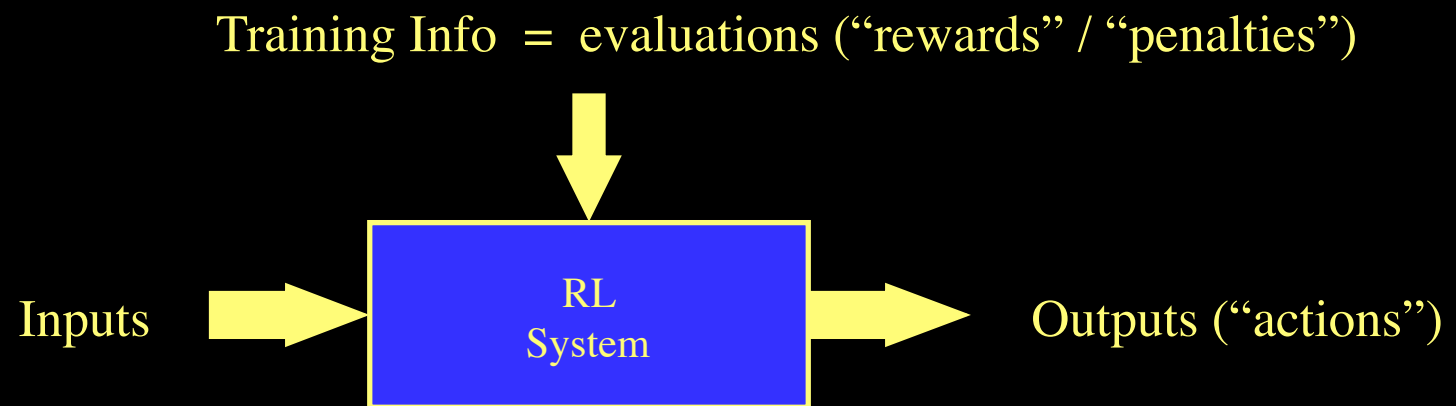 Training Info = evaluations (“rewards” / “penalties”)
RL
System
Inputs
Outputs (“actions”)